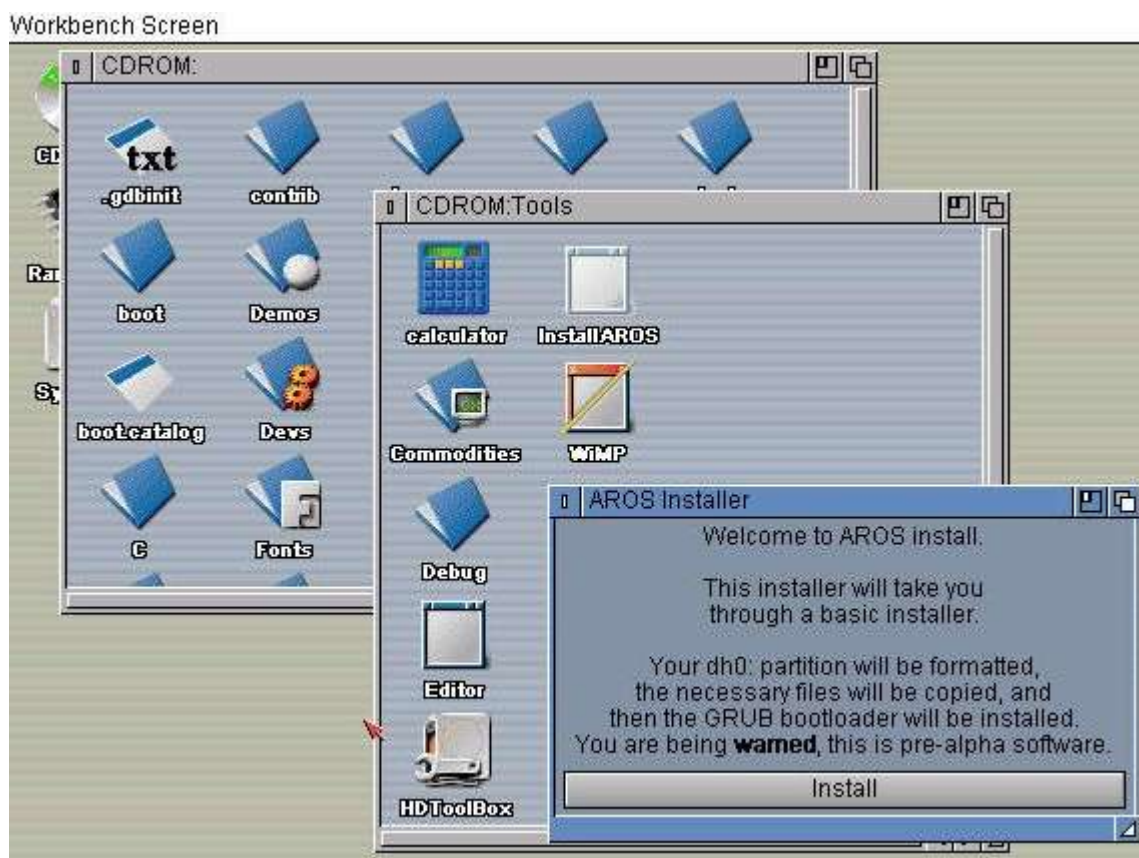 Workbench Screen
CDROM:
txt
.gdbinit
contrib
boot
Demos
boot.catalog
Devs
C
Fonts
CDROM:Tools
calculator
InstallAROS
Commodities
WiMP
Debug
Editor
HDToolBox
AROS Installer
Welcome to AROS install.
This installer will take you
through a basic installer.
Your dh0: partition will be formatted,
the necessary files will be copied, and
then the GRUB bootloader will be installed.
You are being warned, this is pre-alpha software.
Install